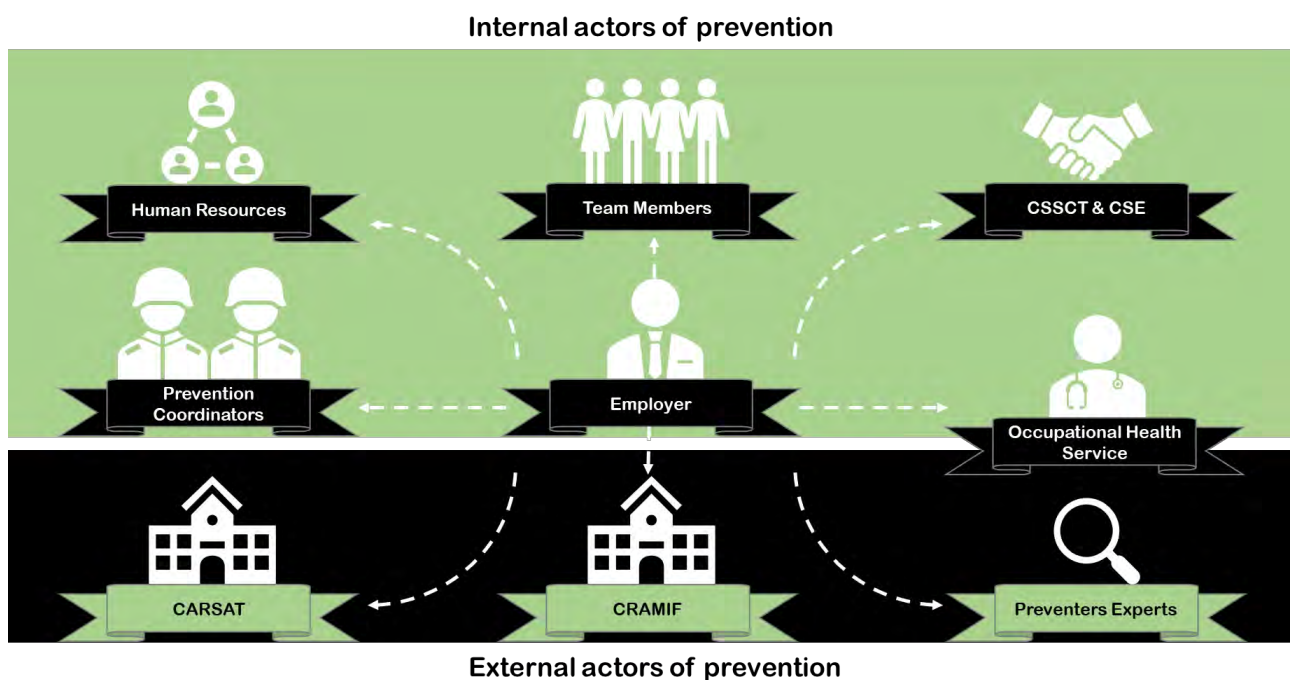 Internal actors of prevention
Human Resources
Team Members
CSSCT & CSE
Prevention
Coordinators
Employer
Occupational Health
Service
CARSAT
CRAMIF
Preventers Experts
External actors of prevention